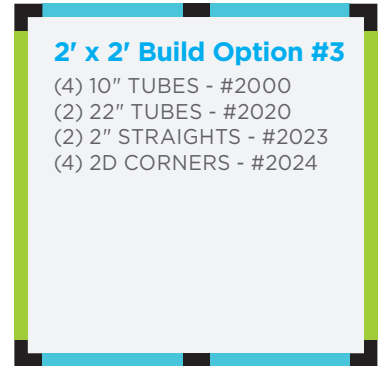 2' x 2' Build Option #3
(4) 10" TUBES - #2000
(2) 22" TUBES - #2020
(2) 2" STRAIGHTS - #2023
(4) 2D CORNERS - #2024